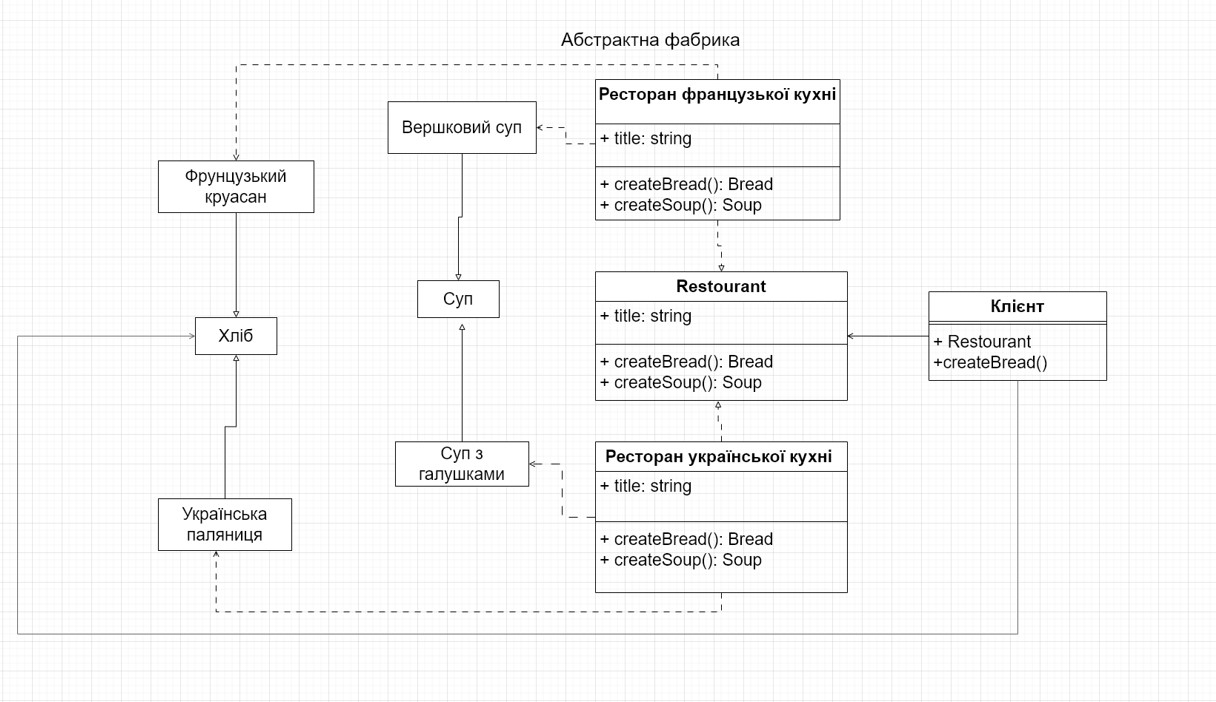 Абстрактна фабрика
Ресторан французької кухні
+ title: string
+ createBread(): Bread
+ createSoup(): Soup
Вершковий суп
Фрунцузький
круасан
Суп
Хліб
Restourant
+ title: string
+ createBread(): Bread
+ createSoup(): Soup
Клієнт
+ Restourant
+createBread()
Суп з
галушками
Ресторан української кухні
+ title: string
+ createBread(): Bread
+ createSoup(): Soup
Українська
паляниця